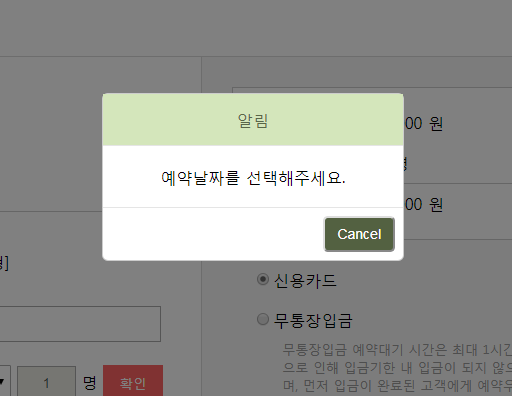 알림
예약날짜를 선택해주세요.
Cancel
00 원
00 원
신용카드
무통장입금
무통장입금 예약대기 시간은 최대 1시간
으로 인해 입금기한 내 입금이 되지 않으
며, 먼저 입금이 완료된 고객에게 예약우
1
명
확인